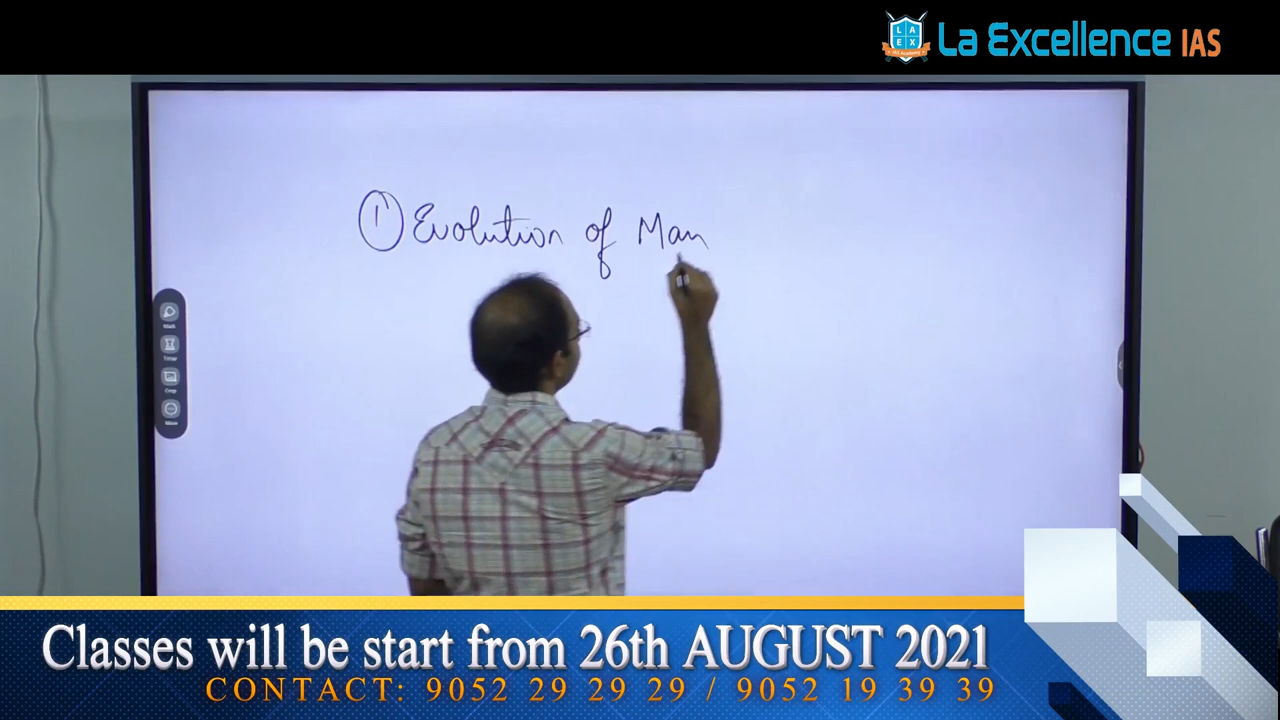 La Excellence IAS
① Evolution of Man
Classes will be start from 26th AUGUST 2021
CONTACT: 9052 29 29 29 / 9052 19 39 39